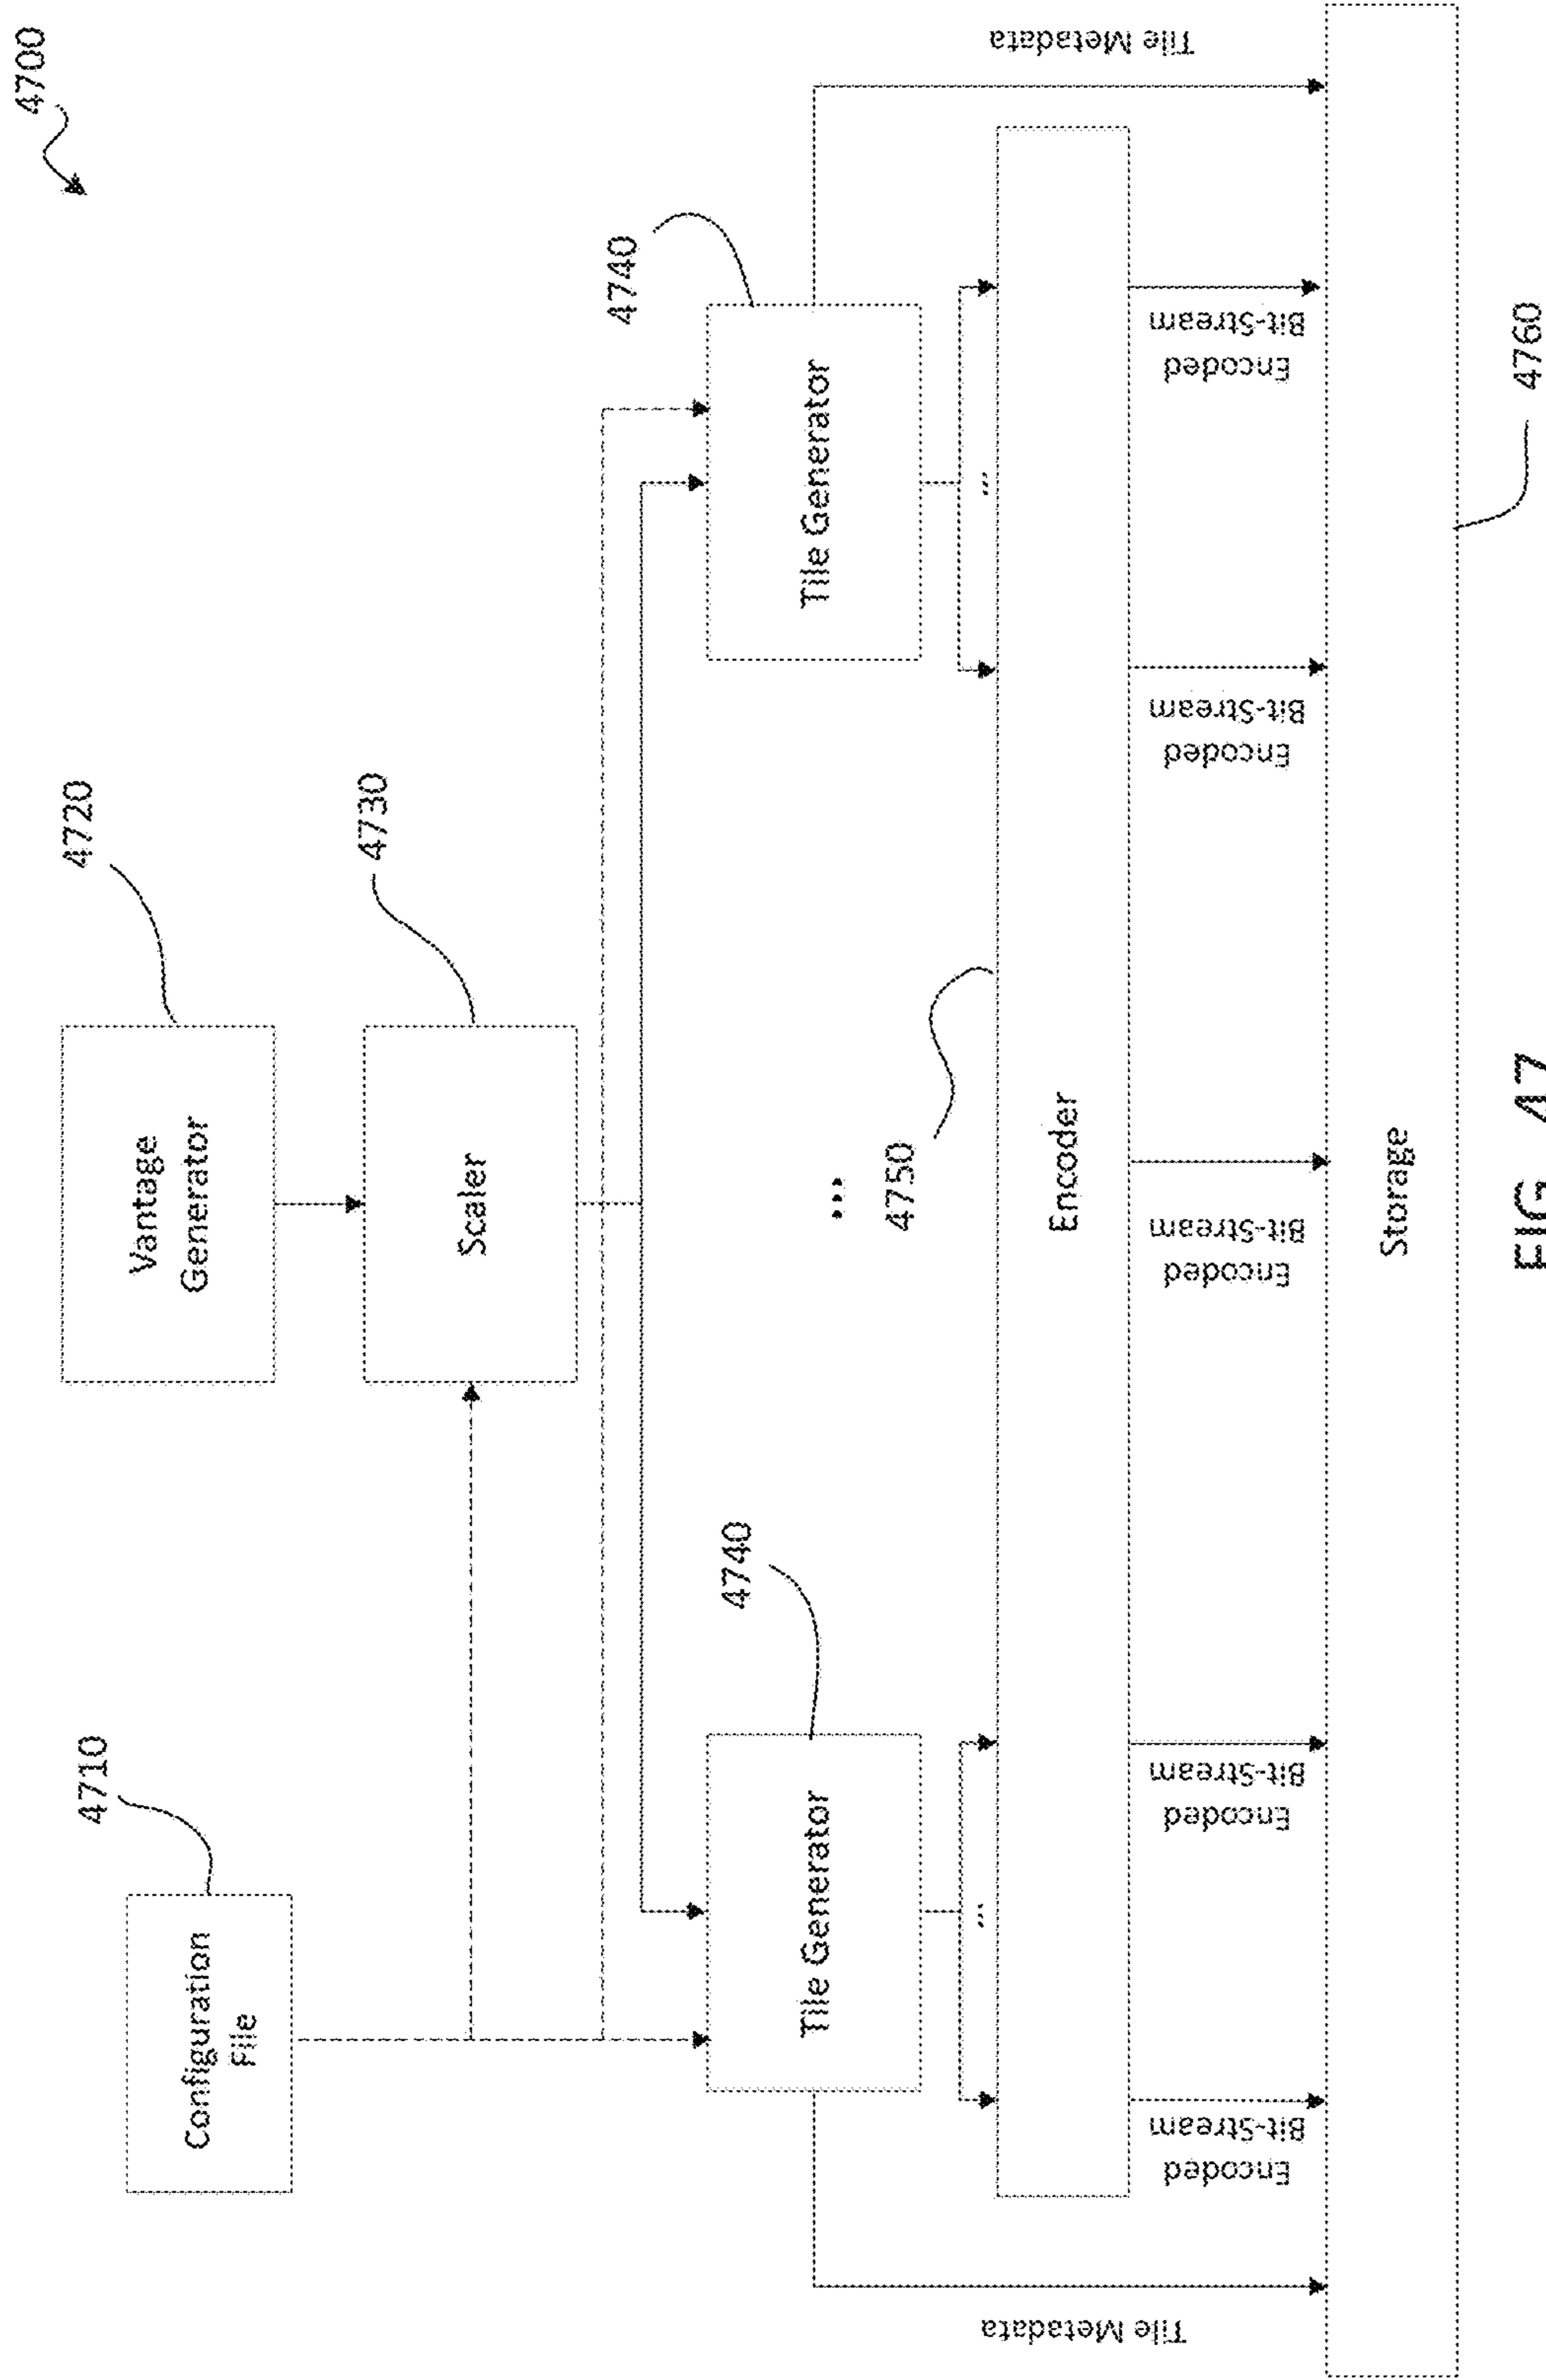 4700
4710
4720
Configuration
File
Vantage
Generator
4730
Scaler
4740
4740
Tile Generator
Tile Generator
...
...
...
4750
Encoder
Tile Metadata
Encoded
Bit-Stream
Encoded
Bit-Stream
Encoded
Bit-Stream
Encoded
Bit-Stream
Encoded
Bit-Stream
Tile Metadata
Storage
4760
FIG. 47